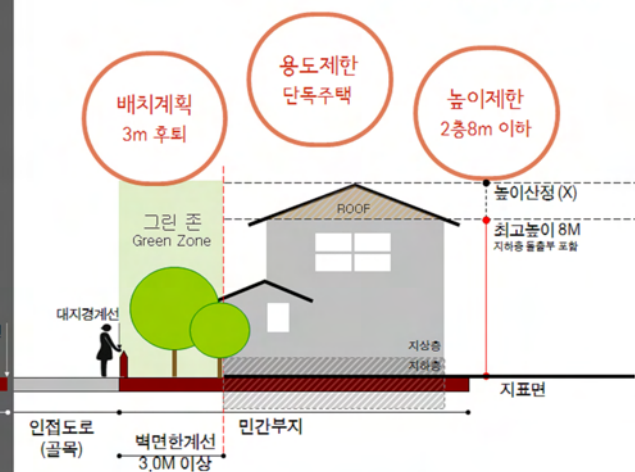 배치계획
3m 후퇴
용도제한
단독주택
높이제한
2층8m 이하
높이산정 (X)
ROOF
그린 존
Green Zone
최고높이 8M
지하층 돌출부 포함
대지경계선
지상층
지하층
지표면
인접도로
(골목)
민간부지
벽면한계선
3.0M 이상